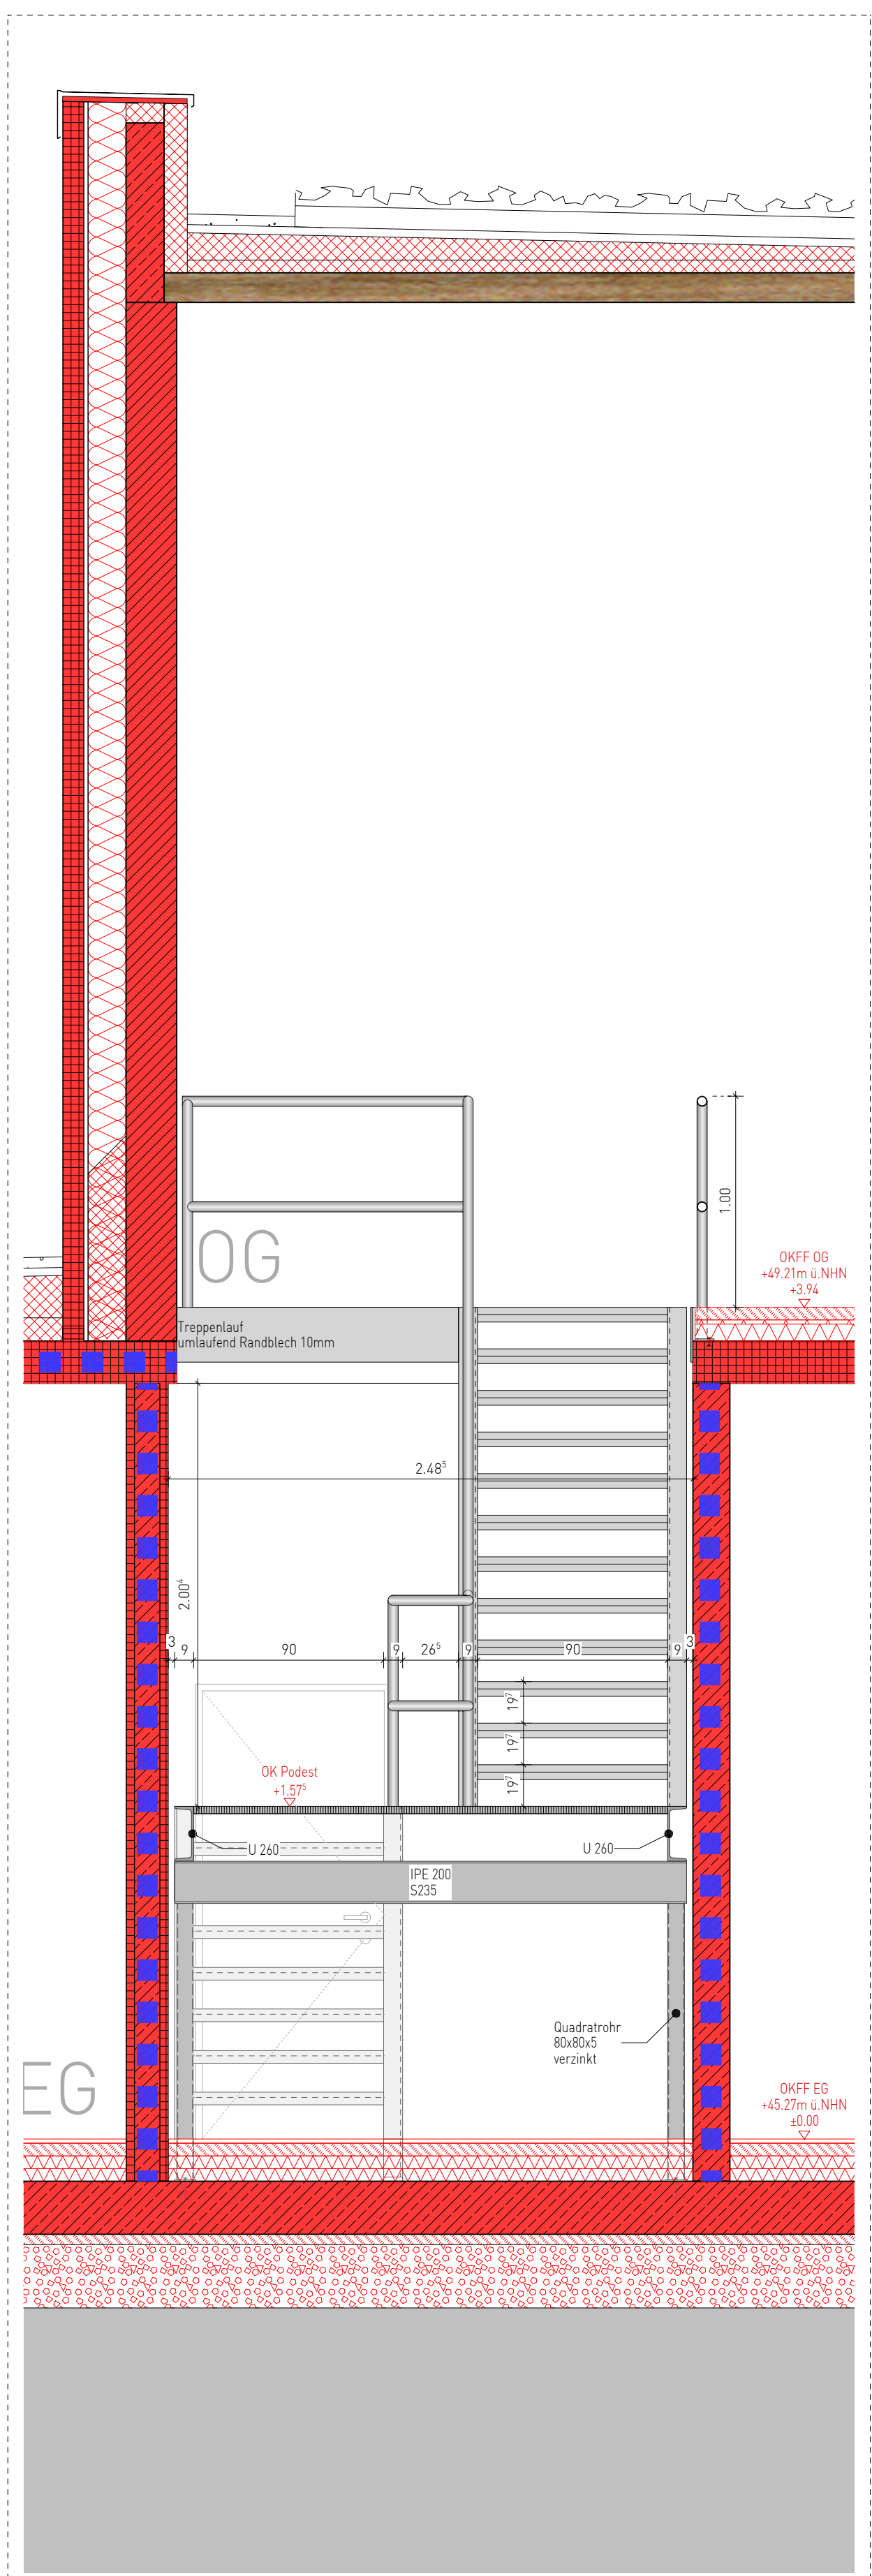 1.00
OG
OKFF OG
+49.21m ü.NHN
+3.94
Treppenlauf
umlaufend Randblech 10mm
2.48⁵
2.00⁴
3 9 90 9 26⁵ 9 90 9 3
19⁷
19⁷
19⁷
OK Podest
+1.57⁵
U 260
U 260
IPE 200
S235
Quadratrohr
80x80x5
verzinkt
EG
OKFF EG
+45.27m ü.NHN
±0.00